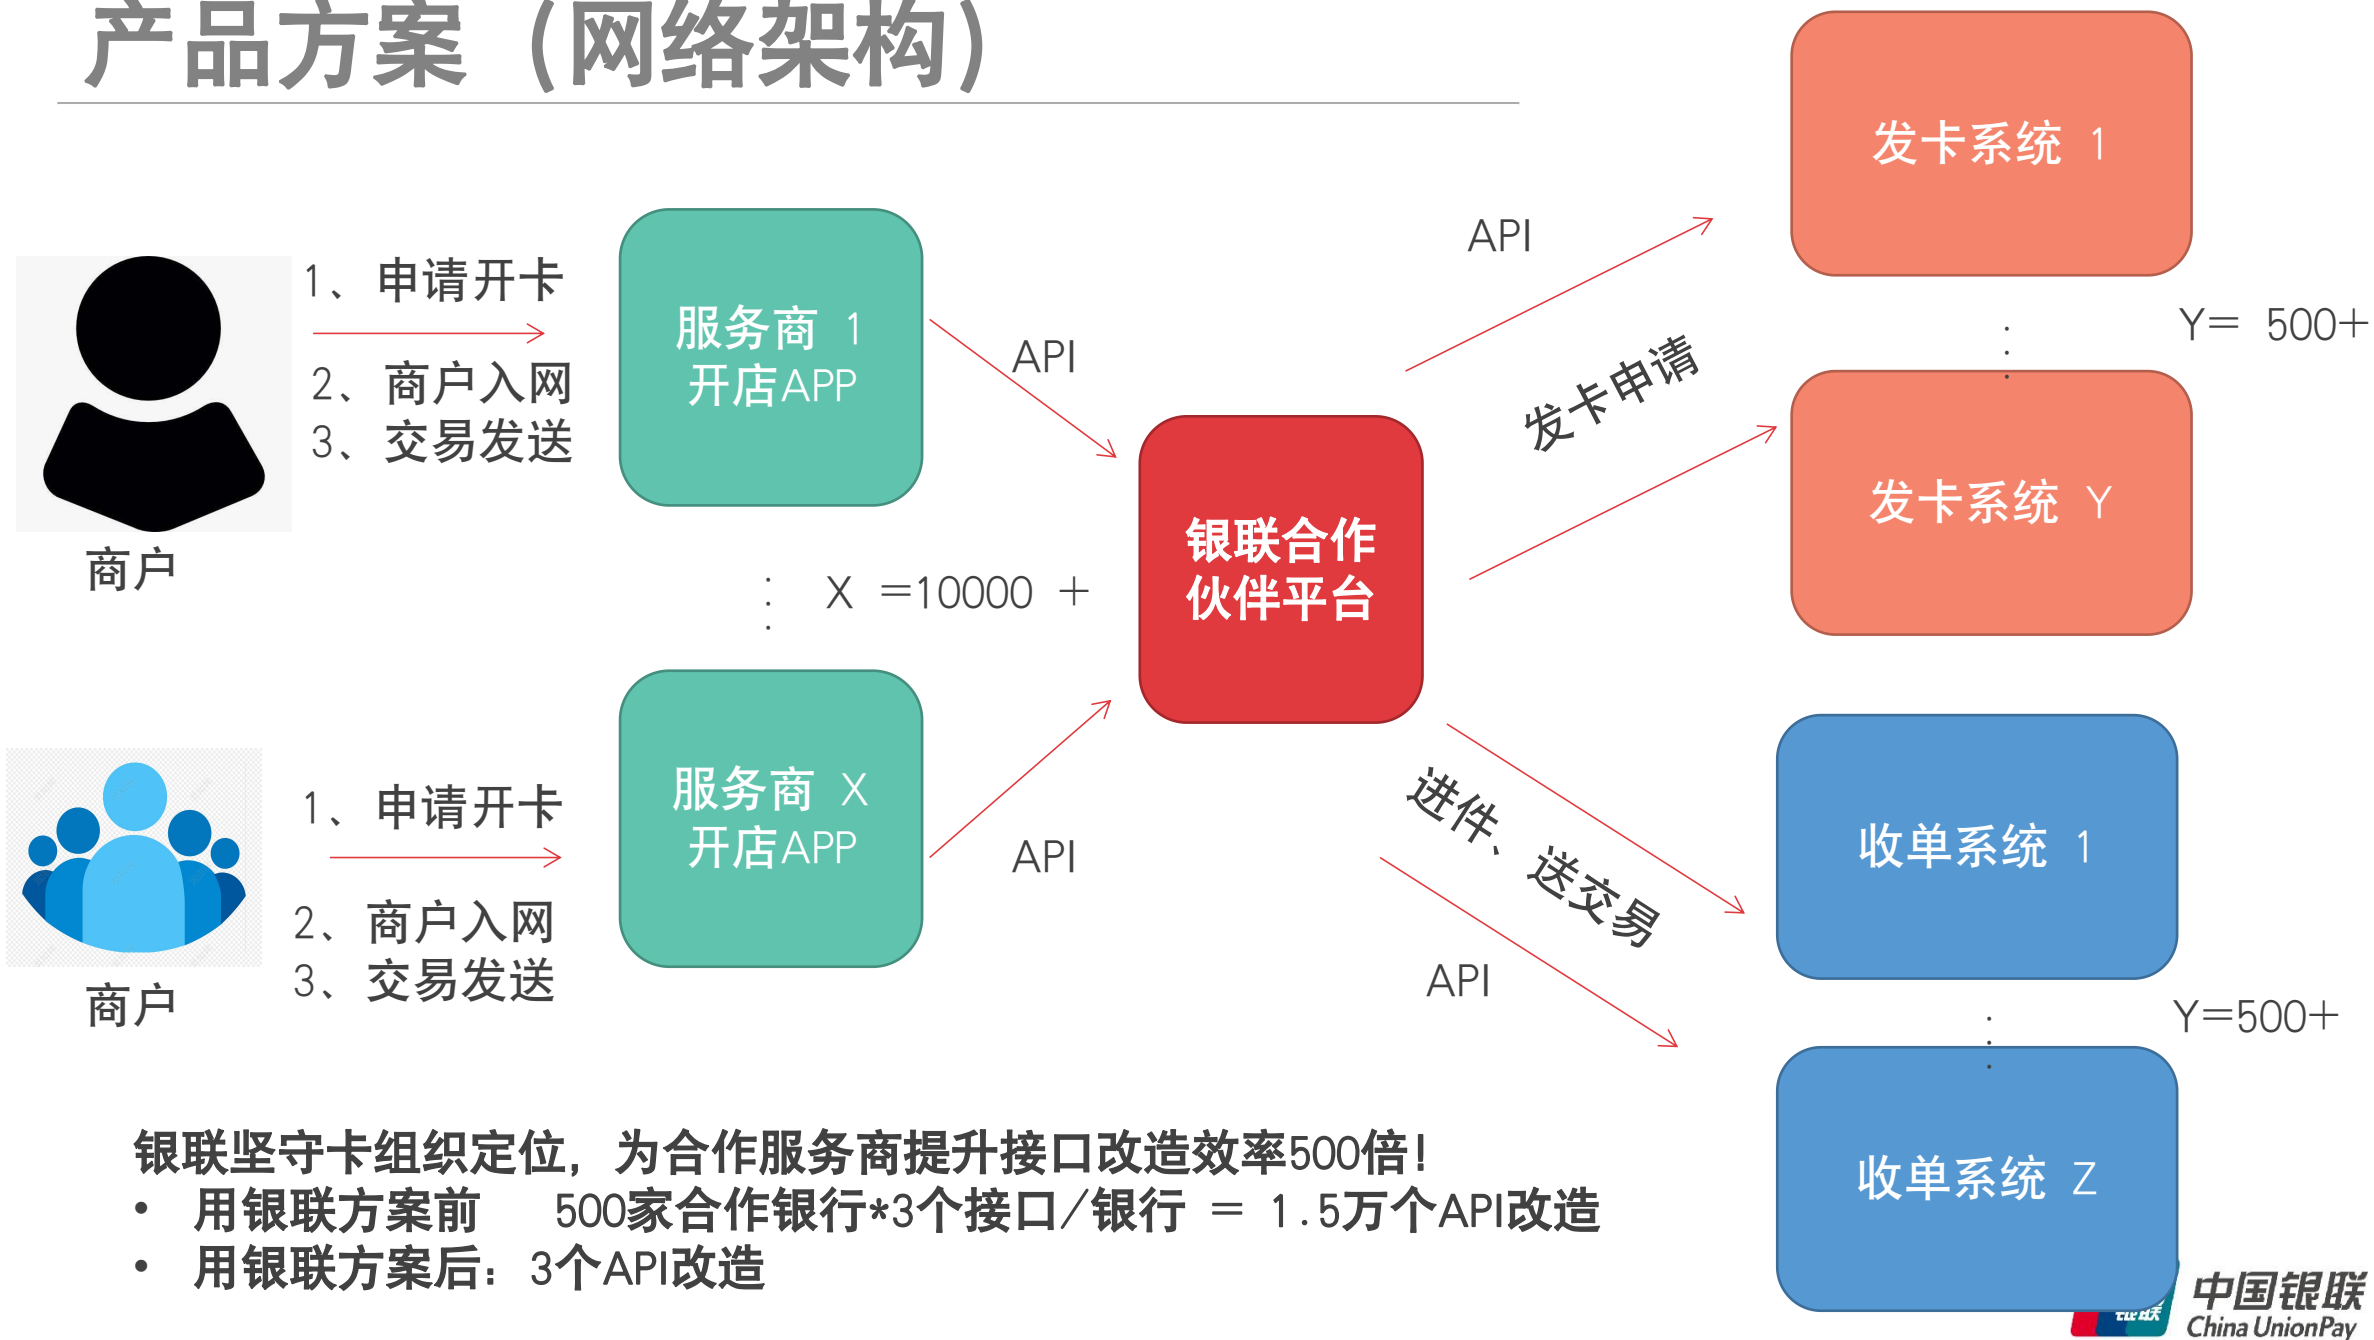 产品方案（网络架构）
发卡系统 1
API
1、申请开卡
服务商 1
开店APP
API
Y= 500+
2、商户入网
3、交易发送
发卡申请
发卡系统 Y
银联合作
伙伴平台
商户
X =10000 +
服务商 X
开店APP
1、申请开卡
API
进件、送交易
收单系统 1
2、商户入网
3、交易发送
API
商户
Y=500+
银联坚守卡组织定位，为合作服务商提升接口改造效率500倍！
• 用银联方案前 500家合作银行*3个接口/银行 = 1.5万个API改造
• 用银联方案后：3个API改造
收单系统 Z
银联
中国银联
China UnionPay